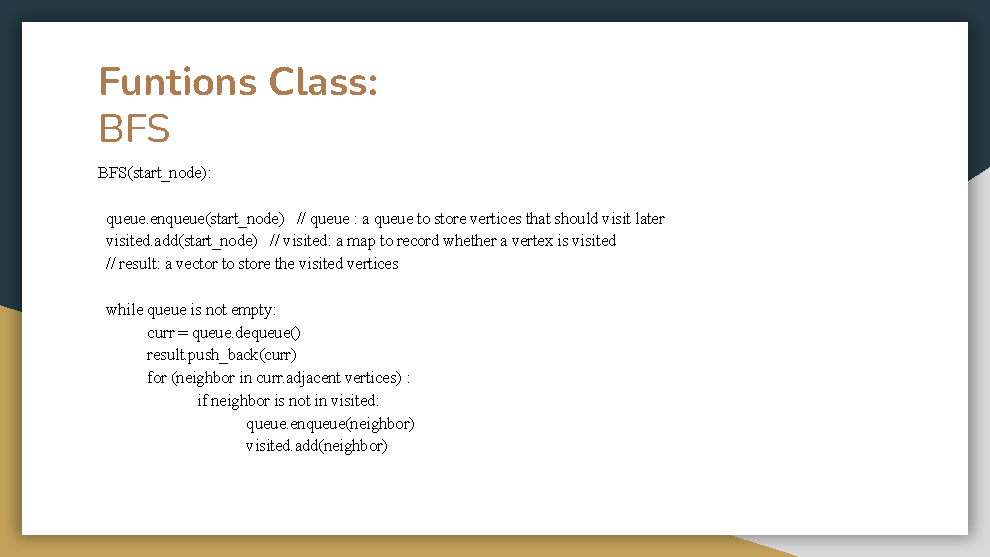 Funtions Class:
BFS
BFS(start_node):
queue.enqueue(start_node) // queue : a queue to store vertices that should visit later
visited.add(start_node) // visited: a map to record whether a vertex is visited
// result: a vector to store the visited vertices
while queue is not empty:
curr = queue.dequeue()
result.push_back(curr)
for (neighbor in curr.adjacent vertices) :
if neighbor is not in visited:
queue.enqueue(neighbor)
visited.add(neighbor)